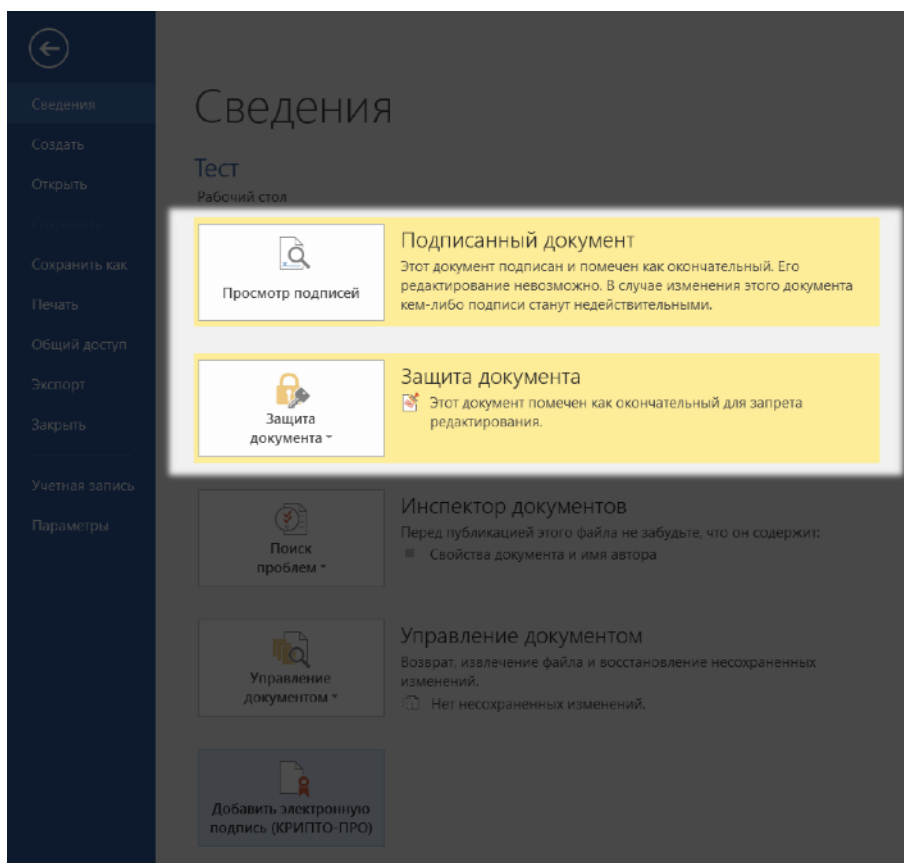 Сведения
Создать
Открыть
Сохранить
Сохранить как
Печать
Общий доступ
Экспорт
Закрыть
Учетная запись
Параметры
Сведения
Тест
Рабочий стол
Просмотр подписей
Подписанный документ
Этот документ подписан и помечен как окончательный. Его
редактирование невозможно. В случае изменения этого документа
кем-либо подписи станут недействительными.
Защита
документа
Защита документа
Этот документ помечен как окончательный для запрета
редактирования.
Поиск
проблем
Инспектор документов
Перед публикацией этого файла не забудьте, что он содержит:
Свойства документа и имя автора
Управление
документом
Управление документом
Возврат, извлечение файла и восстановление несохраненных
изменений.
Нет несохраненных изменений.
Добавить электронную
подпись (КРИПТО-ПРО)